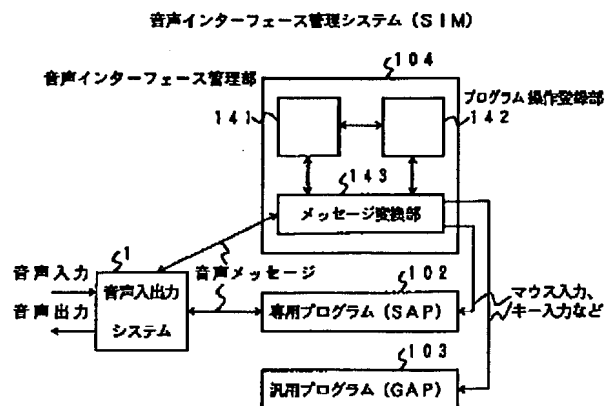 音声インターフェース管理システム(SIM)
104
音声インターフェース管理部
プログラム操作登録部
141
142
143
メッセージ変換部
音声メッセージ
1
音声入力
音声出力
音声入出力
システム
102
専用プログラム(SAP)
マウス入力、
キー入力など
103
汎用プログラム(GAP)